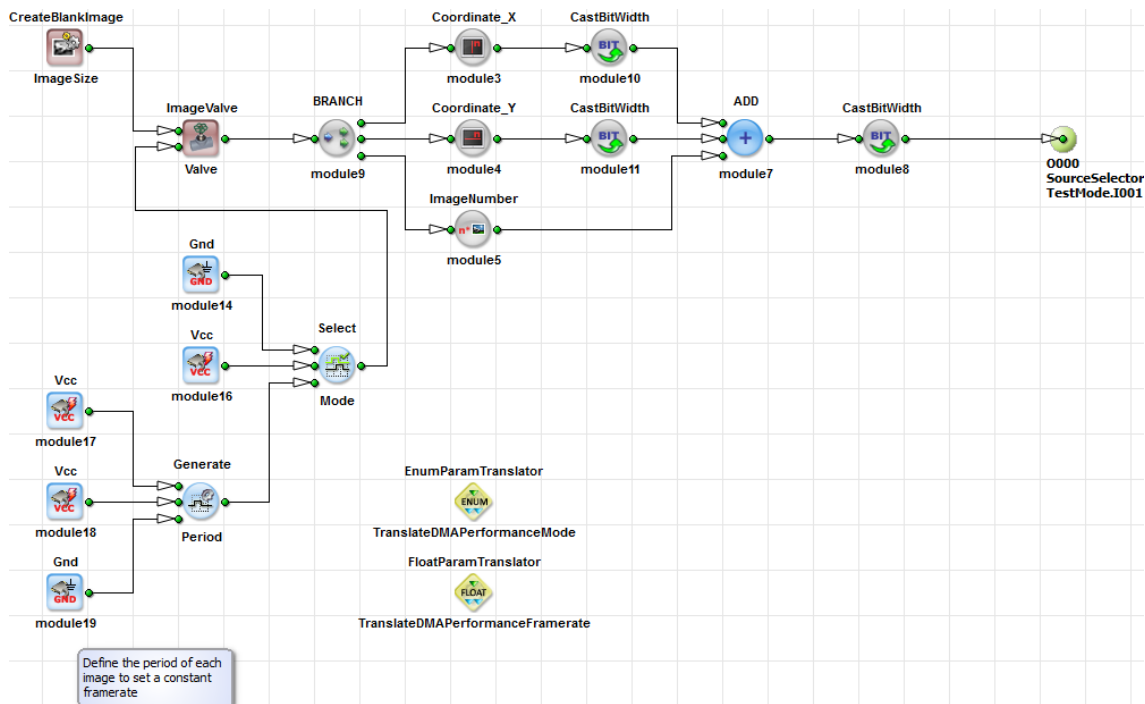 CreateBlankImage
Coordinate_X
CastBitWidth
BIT
ImageSize
module3
module10
ImageValve
BRANCH
Coordinate_Y
CastBitWidth
ADD
CastBitWidth
BIT
+
BIT
Valve
module9
module4
module11
module7
module8
O000
SourceSelector
TestMode.I001
ImageNumber
n°
module5
Gnd
GND
module14
Select
Vcc
VCC
module16
Mode
Vcc
VCC
module17
Generate
EnumParamTranslator
Vcc
VCC
ENUM
module18
Period
TranslateDMAPerformanceMode
Gnd
FloatParamTranslator
GND
FLOAT
module19
TranslateDMAPerformanceFramerate
Define the period of each
image to set a constant
framerate